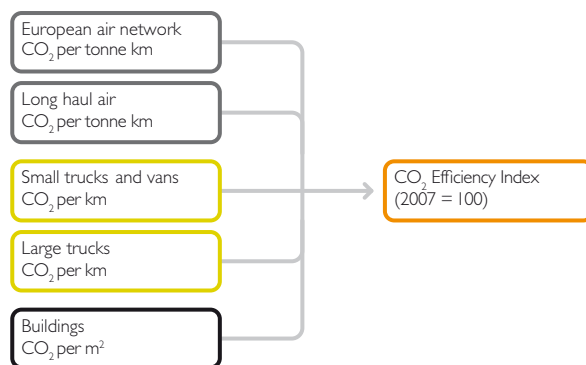 European air network
CO₂ per tonne km
Long haul air
CO₂ per tonne km
Small trucks and vans
CO₂ per km
CO₂ Efficiency Index
(2007 = 100)
Large trucks
CO₂ per km
Buildings
CO₂ per m²